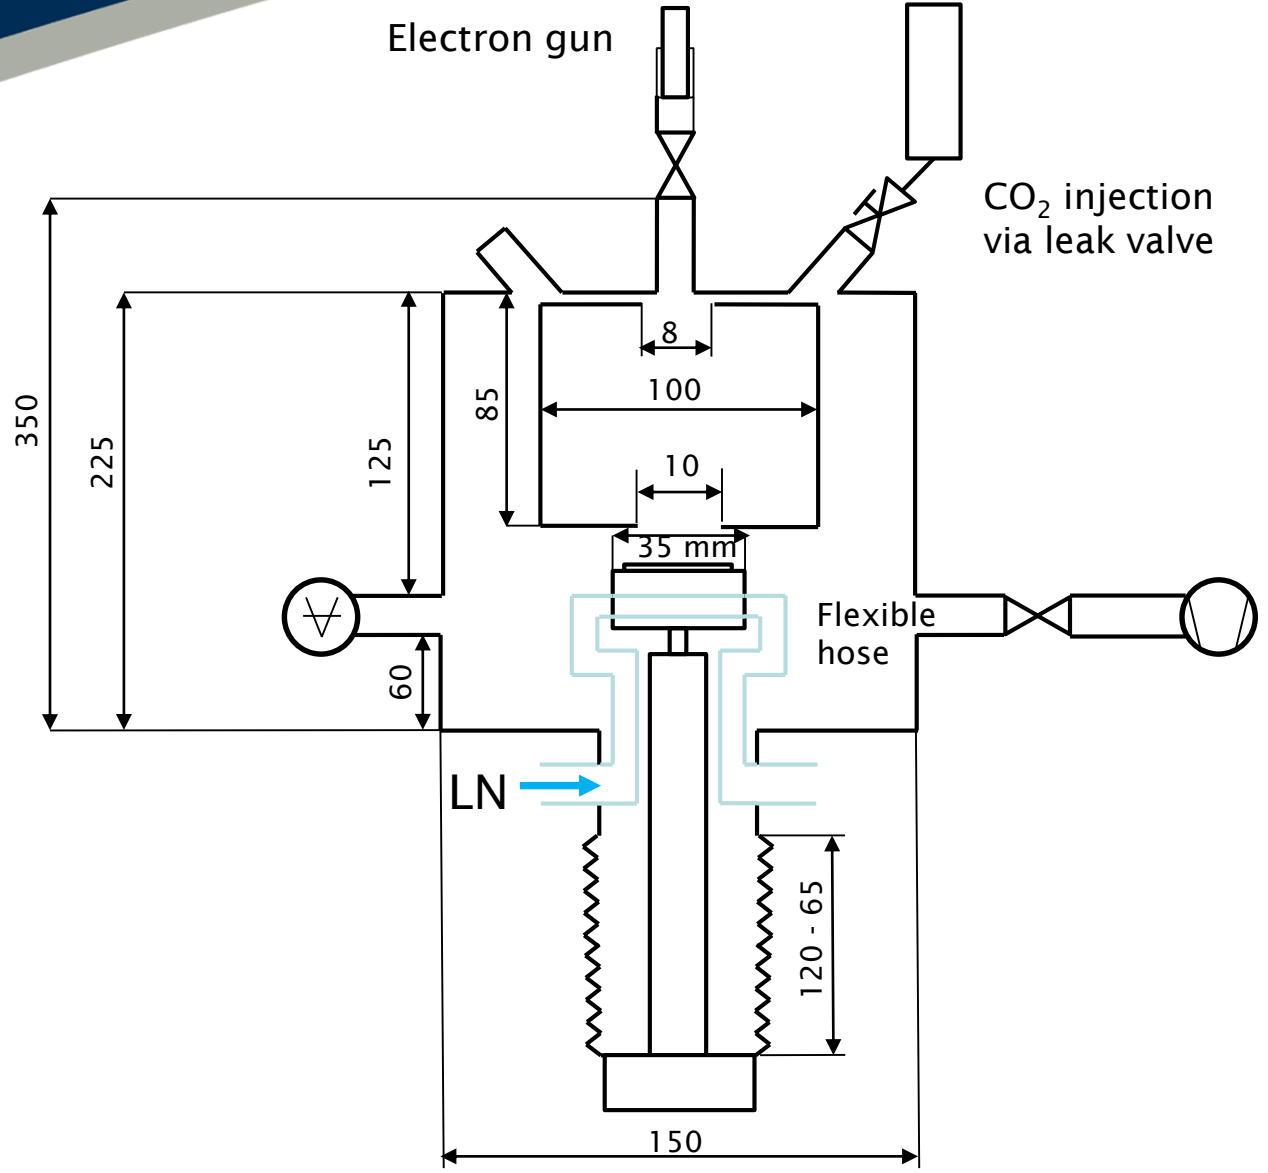 Electron gun
CO₂ injection
via leak valve
8
100
85
350
225
125
10
35 mm
Flexible
hose
60
LN
120 - 65
150